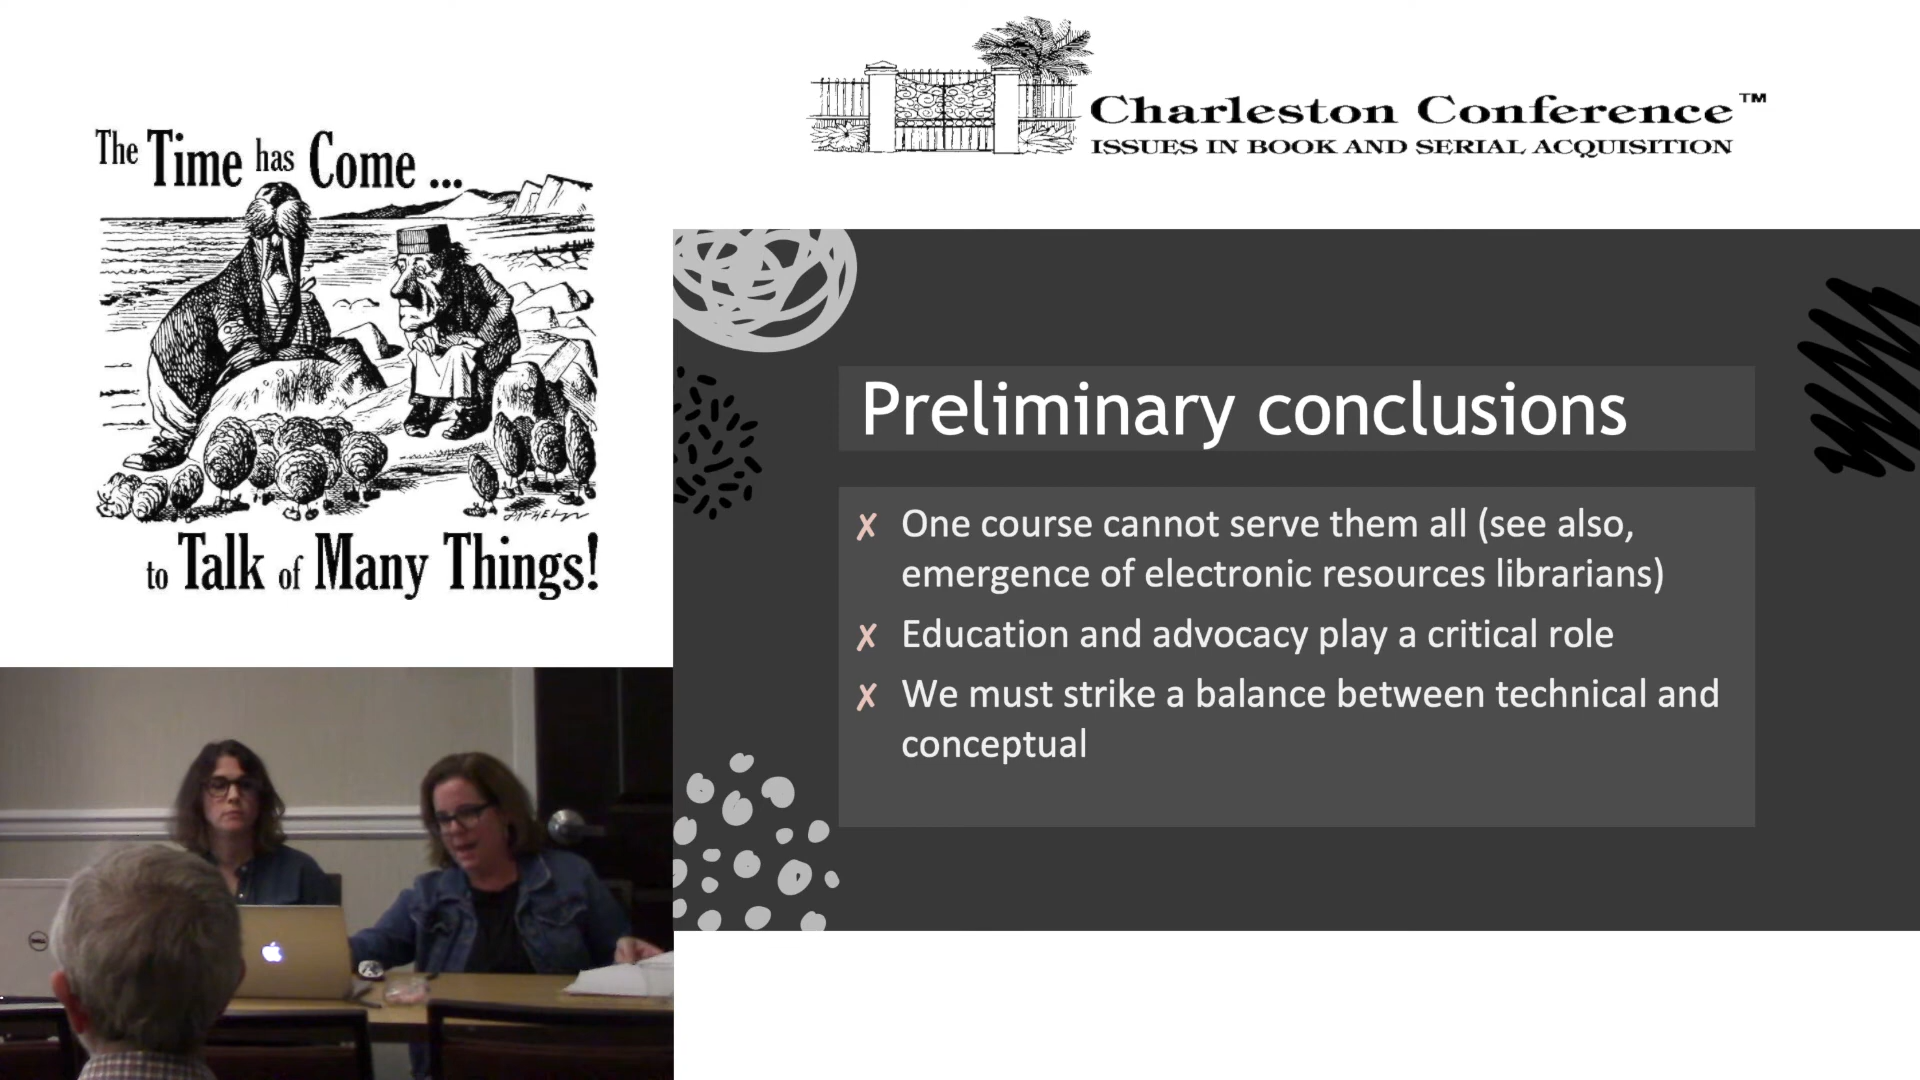 The Time has Come ...
to Talk of Many Things!
Charleston Conference™
ISSUES IN BOOK AND SERIAL ACQUISITION
Preliminary conclusions
✗ One course cannot serve them all (see also,
emergence of electronic resources librarians)
✗ Education and advocacy play a critical role
✗ We must strike a balance between technical and
conceptual
DELL